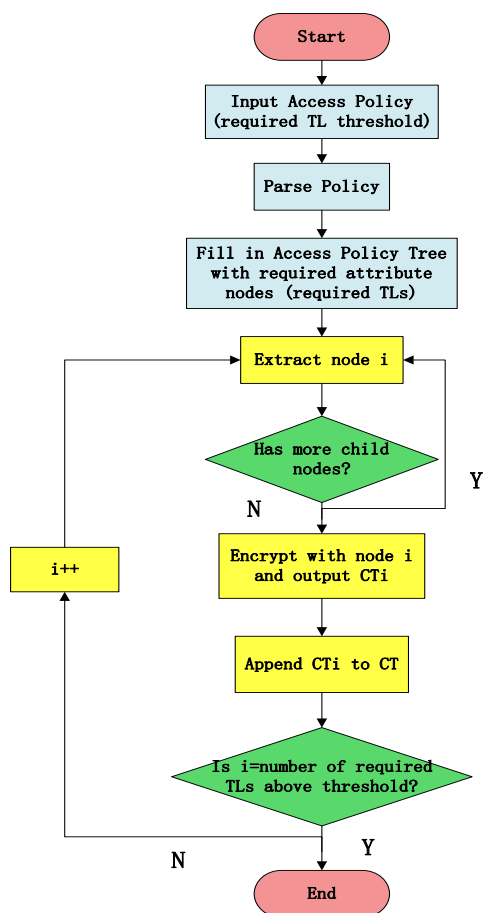 Start
Input Access Policy
(required TL threshold)
Parse Policy
Fill in Access Policy Tree
with required attribute
nodes (required TLs)
Extract node i
Has more child
nodes?
Y
N
Encrypt with node i
and output CTi
i++
Append CTi to CT
Is i=number of required
TLs above threshold?
Y
N
End